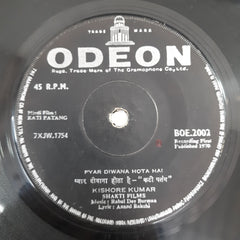 TRADE MARK
ODEON
Regd. Trade Mark of The Gramophone Co., Ltd.
45 R.P.M.
Hindi Film :
KATI PATANG
BOE.2002
7XJW.1754
Recording First
Published 1970
PYAR DIWANA HOTA HAI
प्यार दीवाना होता है - "कटी पतंग"
KISHORE KUMAR
SHAKTI FILMS
Music : Rahul Dev Burman
Lyric : Anand Bakshi